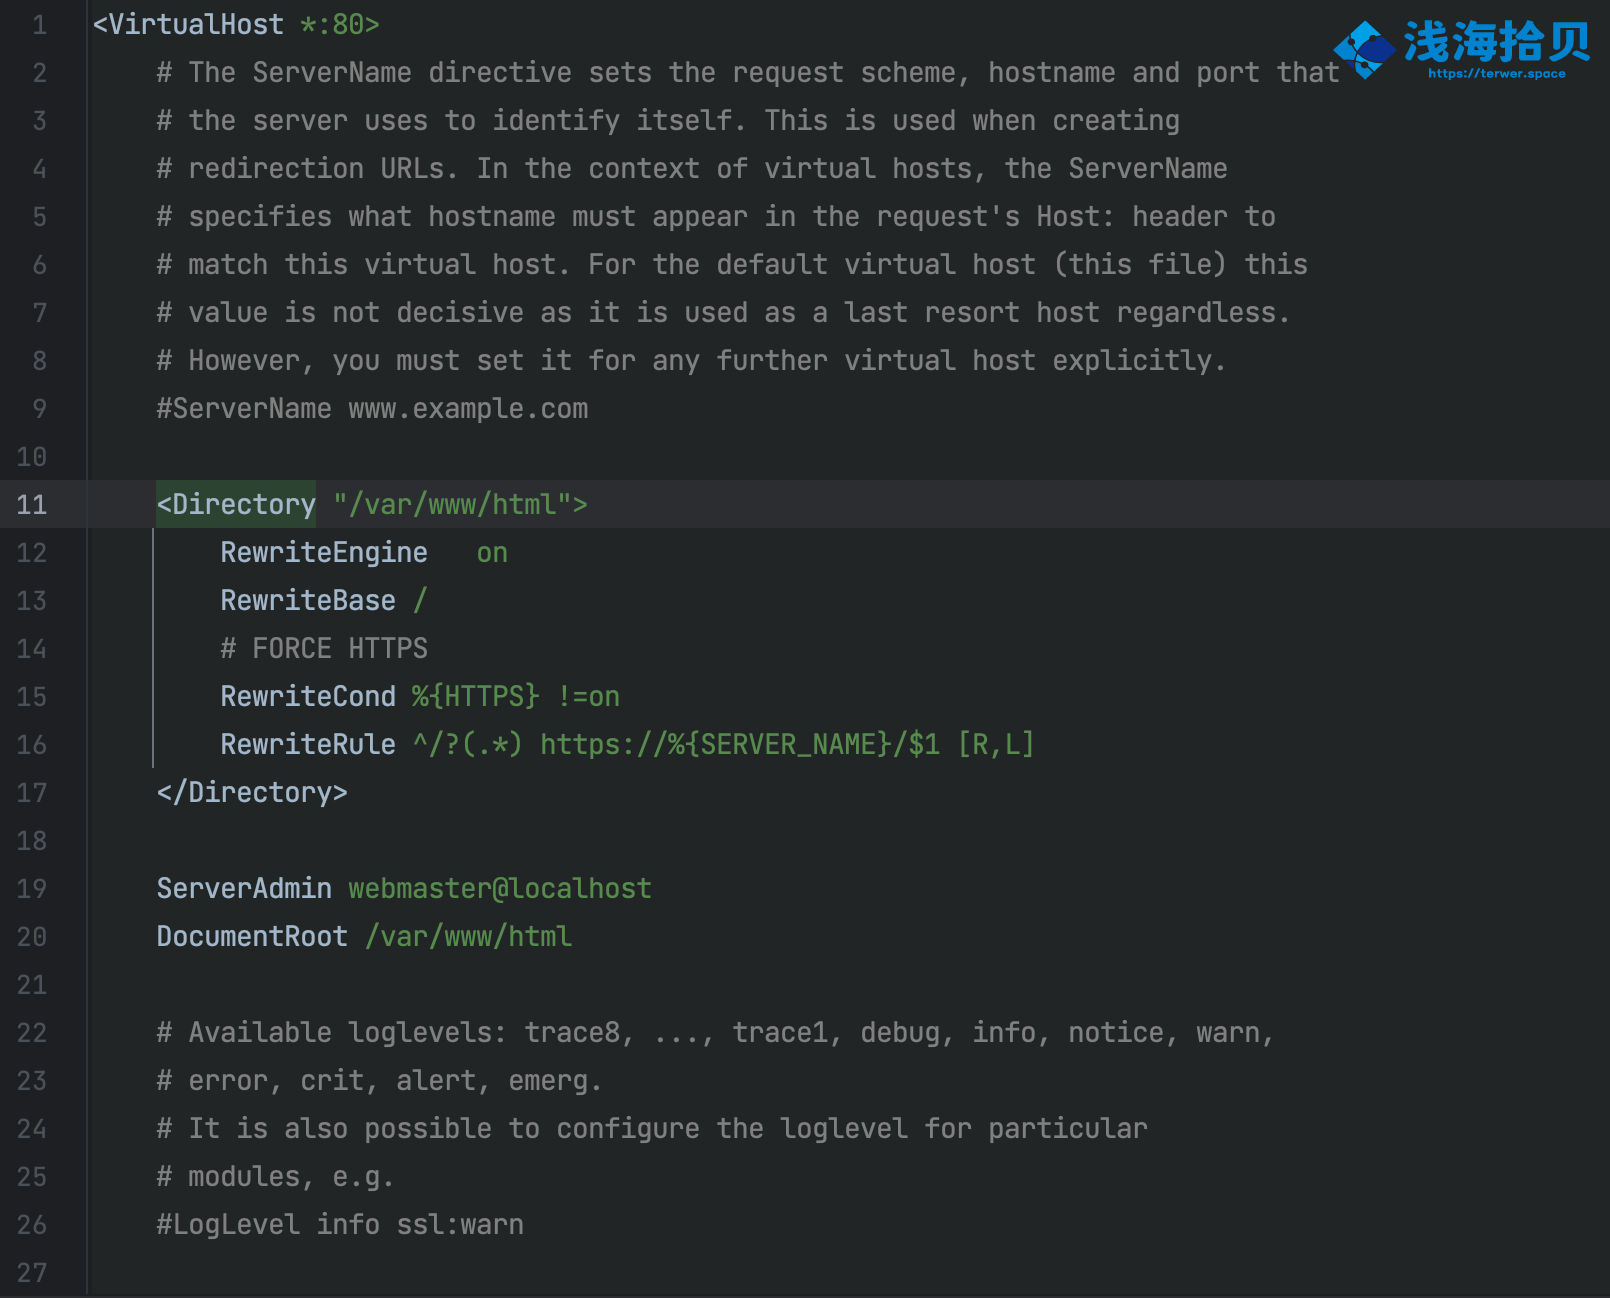 1 <VirtualHost *:80>
浅海拾贝
https://terwer.space
2 # The ServerName directive sets the request scheme, hostname and port that
3 # the server uses to identify itself. This is used when creating
4 # redirection URLs. In the context of virtual hosts, the ServerName
5 # specifies what hostname must appear in the request's Host: header to
6 # match this virtual host. For the default virtual host (this file) this
7 # value is not decisive as it is used as a last resort host regardless.
8 # However, you must set it for any further virtual host explicitly.
9 #ServerName www.example.com
10
11 <Directory "/var/www/html">
12 RewriteEngine   on
13 RewriteBase /
14 # FORCE HTTPS
15 RewriteCond %{HTTPS} !=on
16 RewriteRule ^/?(.*) https://%{SERVER_NAME}/$1 [R,L]
17 </Directory>
18
19 ServerAdmin webmaster@localhost
20 DocumentRoot /var/www/html
21
22 # Available loglevels: trace8, ..., trace1, debug, info, notice, warn,
23 # error, crit, alert, emerg.
24 # It is also possible to configure the loglevel for particular
25 # modules, e.g.
26 #LogLevel info ssl:warn
27